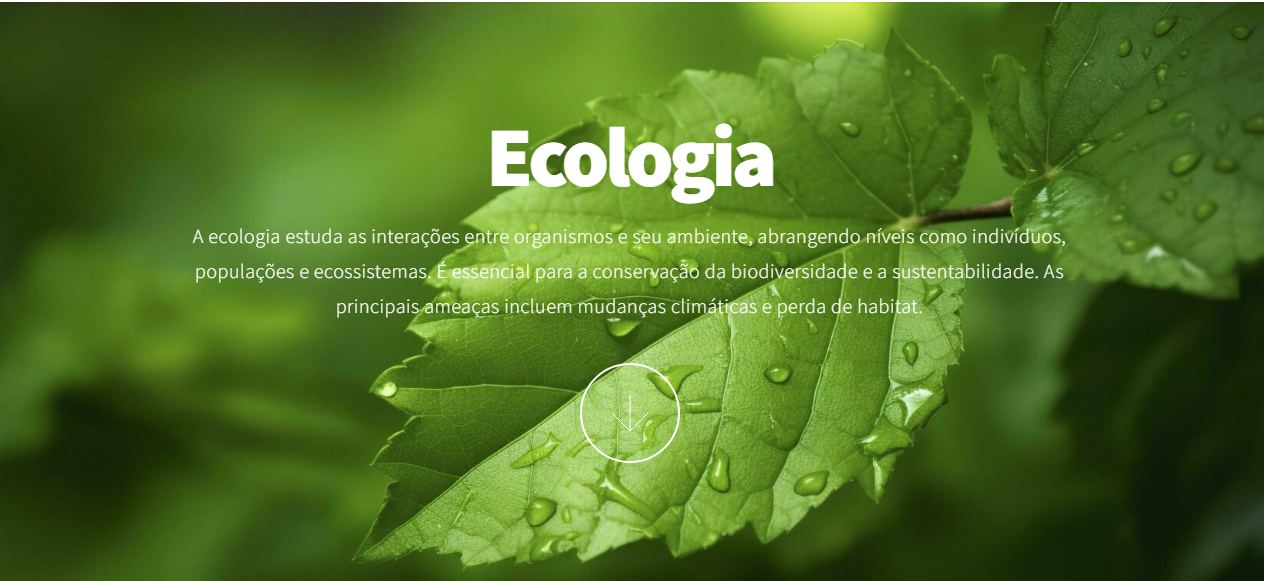 Ecologia
A ecologia estuda as interações entre organismos e seu ambiente, abrangendo níveis como indivíduos,
populações e ecossistemas. É essencial para a conservação da biodiversidade e a sustentabilidade. As
principais ameaças incluem mudanças climáticas e perda de habitat.